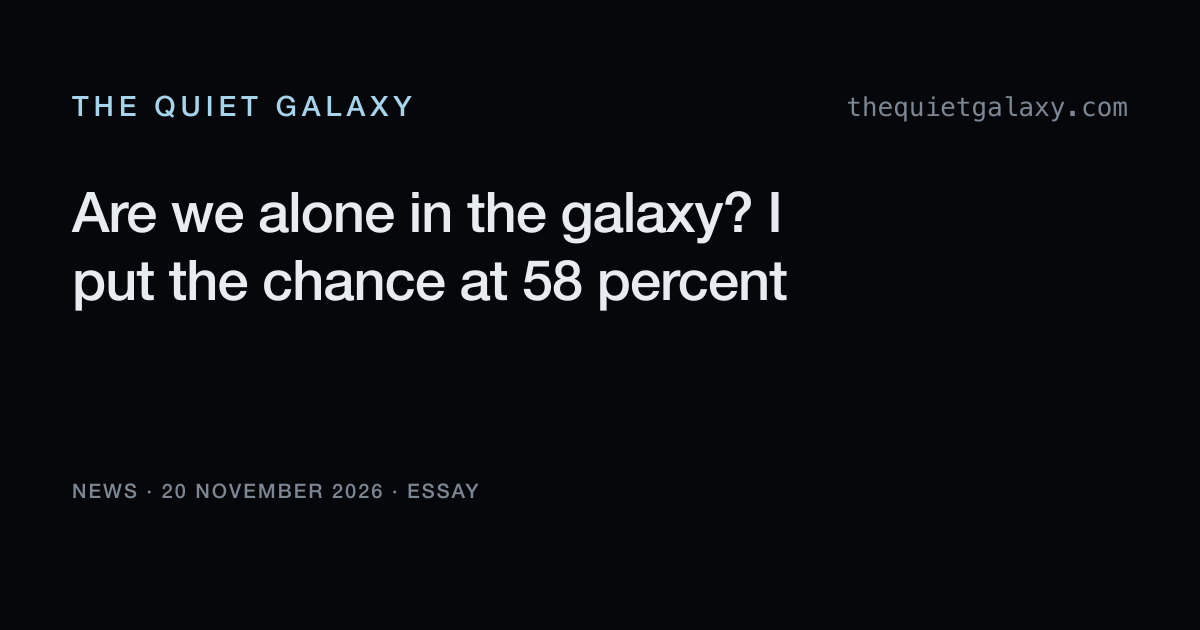 THE QUIET GALAXY
thequietgalaxy.com
Are we alone in the galaxy? I
put the chance at 58 percent
NEWS · 20 NOVEMBER 2026 · ESSAY